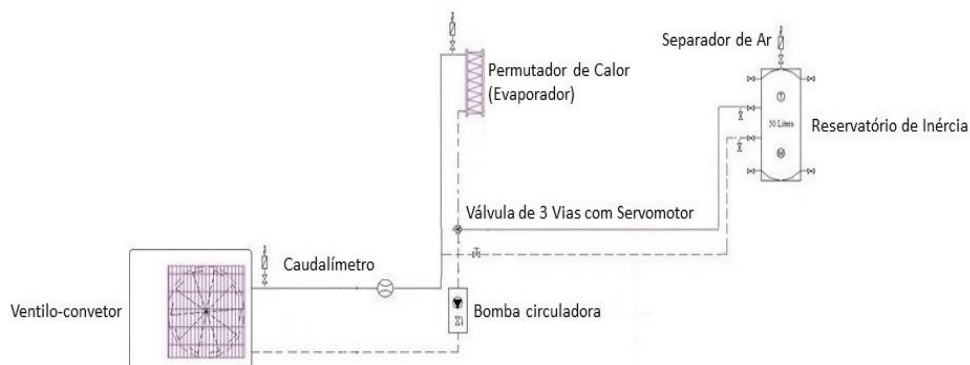 Separador de Ar
Permutador de Calor
(Evaporador)
T
50 Liters
Reservatório de Inércia
M
Válvula de 3 Vias com Servomotor
Caudalímetro
Ventilo-convetor
Bomba circuladora